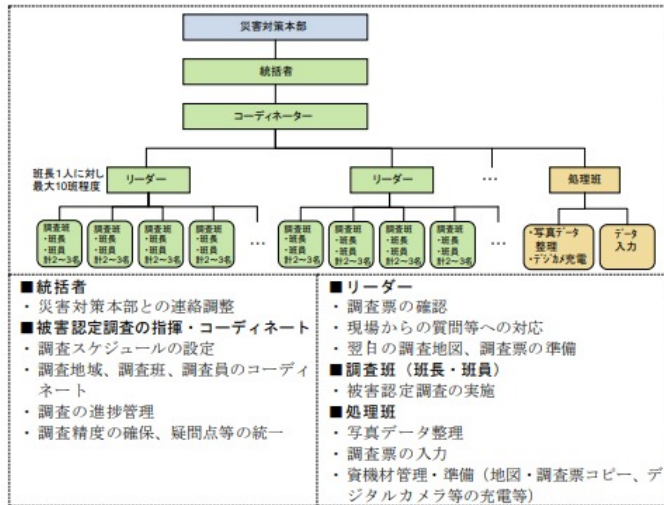 災害対策本部
統括者
コーディネーター
班長1人に対し
最大10班程度
リーダー
リーダー
…
処理班
調査班
・班長
・班員
計2～3名
調査班
・班長
・班員
計2～3名
調査班
・班長
・班員
計2～3名
調査班
・班長
・班員
計2～3名
…
調査班
・班長
・班員
計2～3名
調査班
・班長
・班員
計2～3名
調査班
・班長
・班員
計2～3名
調査班
・班長
・班員
計2～3名
…
・写真データ
整理
・デジカメ充電
データ
入力
■統括者
・災害対策本部との連絡調整
■被害認定調査の指揮・コーディネート
・調査スケジュールの設定
・調査地域、調査班、調査員のコーディ
ネート
・調査の進捗管理
・調査精度の確保、疑問点等の統一
■リーダー
・調査票の確認
・現場からの質問等への対応
・翌日の調査地図、調査票の準備
■調査班（班長・班員）
・被害認定調査の実施
■処理班
・写真データ整理
・調査票の入力
・資機材管理・準備（地図・調査票コピー、デ
ジタルカメラ等の充電等）